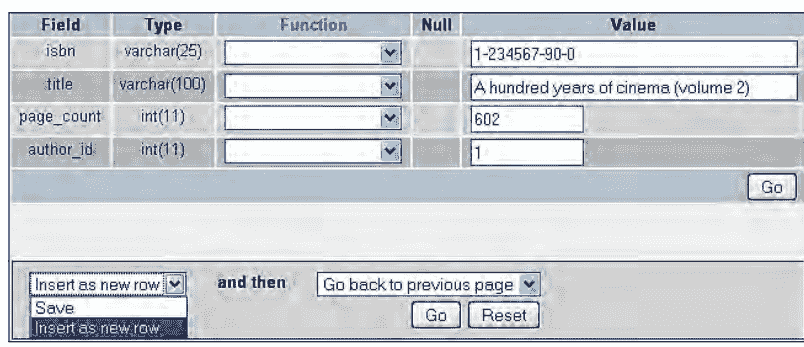 Field Type Function Null Value
isbn varchar(25) 1-234567-90-0
title varchar(100) A hundred years of cinema (volume 2)
page_count int(11) 602
author_id int(11) 1
Go
Insert as new row and then Go back to previous page
Save
Insert as new row
Go Reset